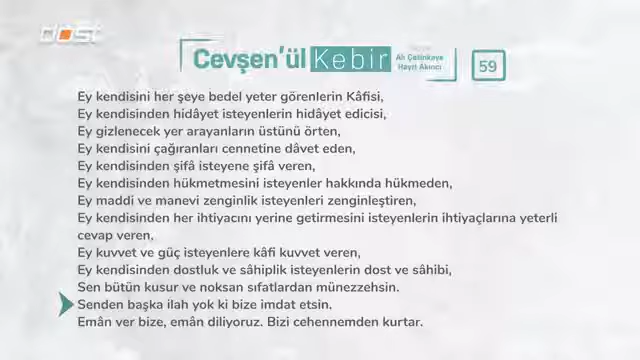 DOST
Cevşen'ül Kebir
Ali Çetinkaya
Hayri Akıncı
59
Ey kendisini her şeye bedel yeter görenlerin Kâfisi,
Ey kendisinden hidâyet isteyenlerin hidâyet edicisi,
Ey gizlenecek yer arayanların üstünü örten,
Ey kendisini çağıranları cennetine dâvet eden,
Ey kendisinden şifâ isteyene şifâ veren,
Ey kendisinden hükmetmesini isteyenler hakkında hükmeden,
Ey maddi ve manevi zenginlik isteyenleri zenginleştiren,
Ey kendisinden her ihtiyacını yerine getirmesini isteyenlerin ihtiyaçlarına yeterli
cevap veren,
Ey kuvvet ve güç isteyenlere kâfi kuvvet veren,
Ey kendisinden dostluk ve sâhiplik isteyenlerin dost ve sâhibi,
Sen bütün kusur ve noksan sıfatlardan münezzehsin.
Senden başka ilah yok ki bize imdat etsin.
Emân ver bize, emân diliyoruz. Bizi cehennemden kurtar.